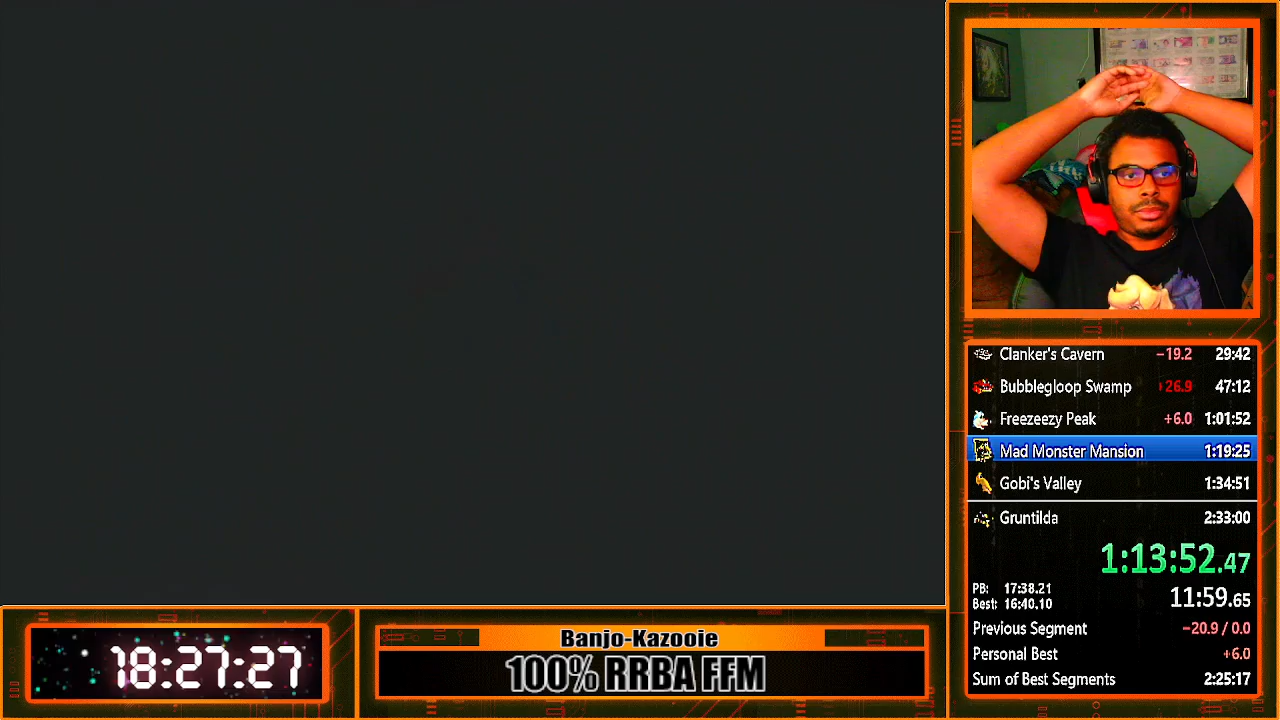 Clanker's Cavern −19.2 29:42
Bubblegloop Swamp +26.9 47:12
Freezeezy Peak +6.0 1:01:52
Mad Monster Mansion 1:19:25
Gobi's Valley 1:34:51
Gruntilda 2:33:00
1:13:52.47
PB: 17:38.21
Best: 16:40.10
11:59.65
Previous Segment −20.9 / 0.0
Personal Best +6.0
Sum of Best Segments 2:25:17
18:27:27
Banjo-Kazooie
100% RRBA FFM